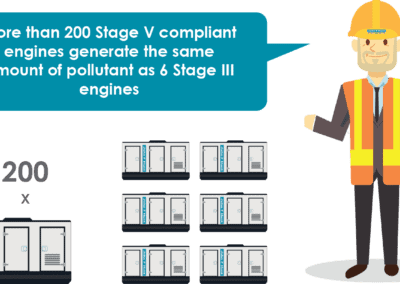 ore than 200 Stage V compliant
engines generate the same
mount of pollutant as 6 Stage III
engines
200
x